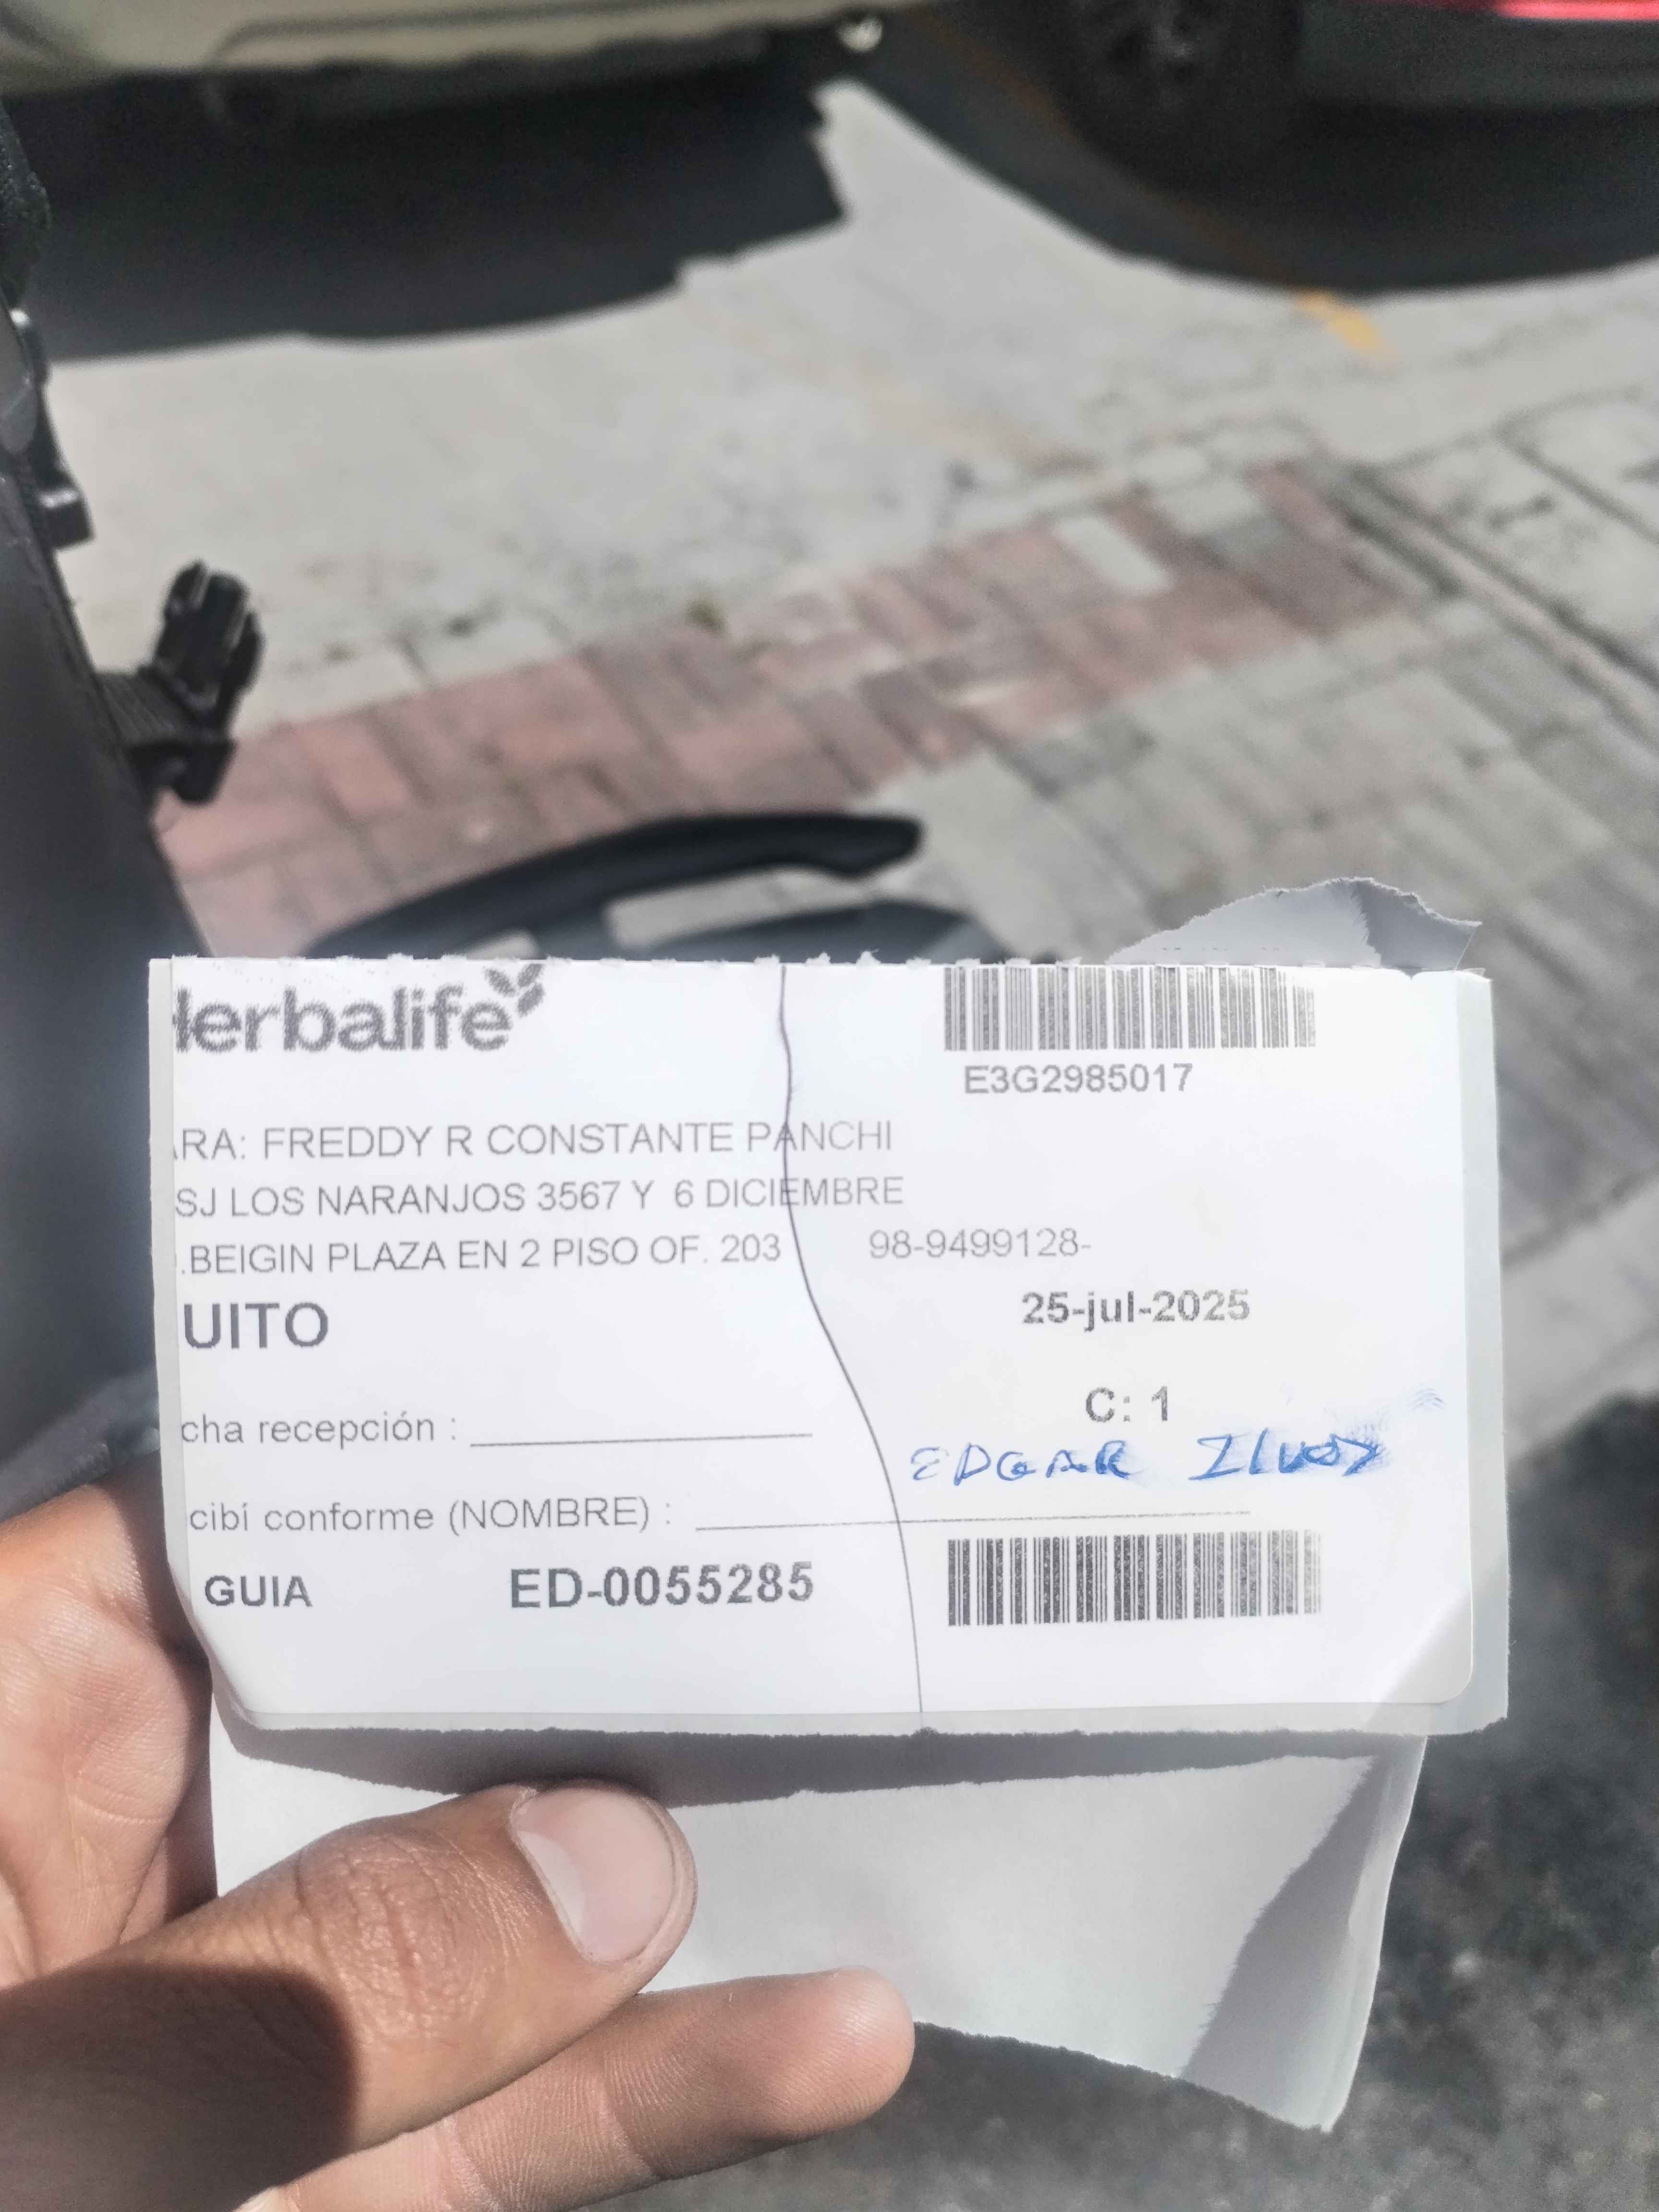 Herbalife
E3G2985017
ARA: FREDDY R CONSTANTE PANCHI
SJ LOS NARANJOS 3567 Y 6 DICIEMBRE
.BEIGIN PLAZA EN 2 PISO OF. 203 98-9499128-
UITO
25-jul-2025
C: 1
cha recepción :
EDGAR
cibí conforme (NOMBRE) :
GUIA ED-0055285